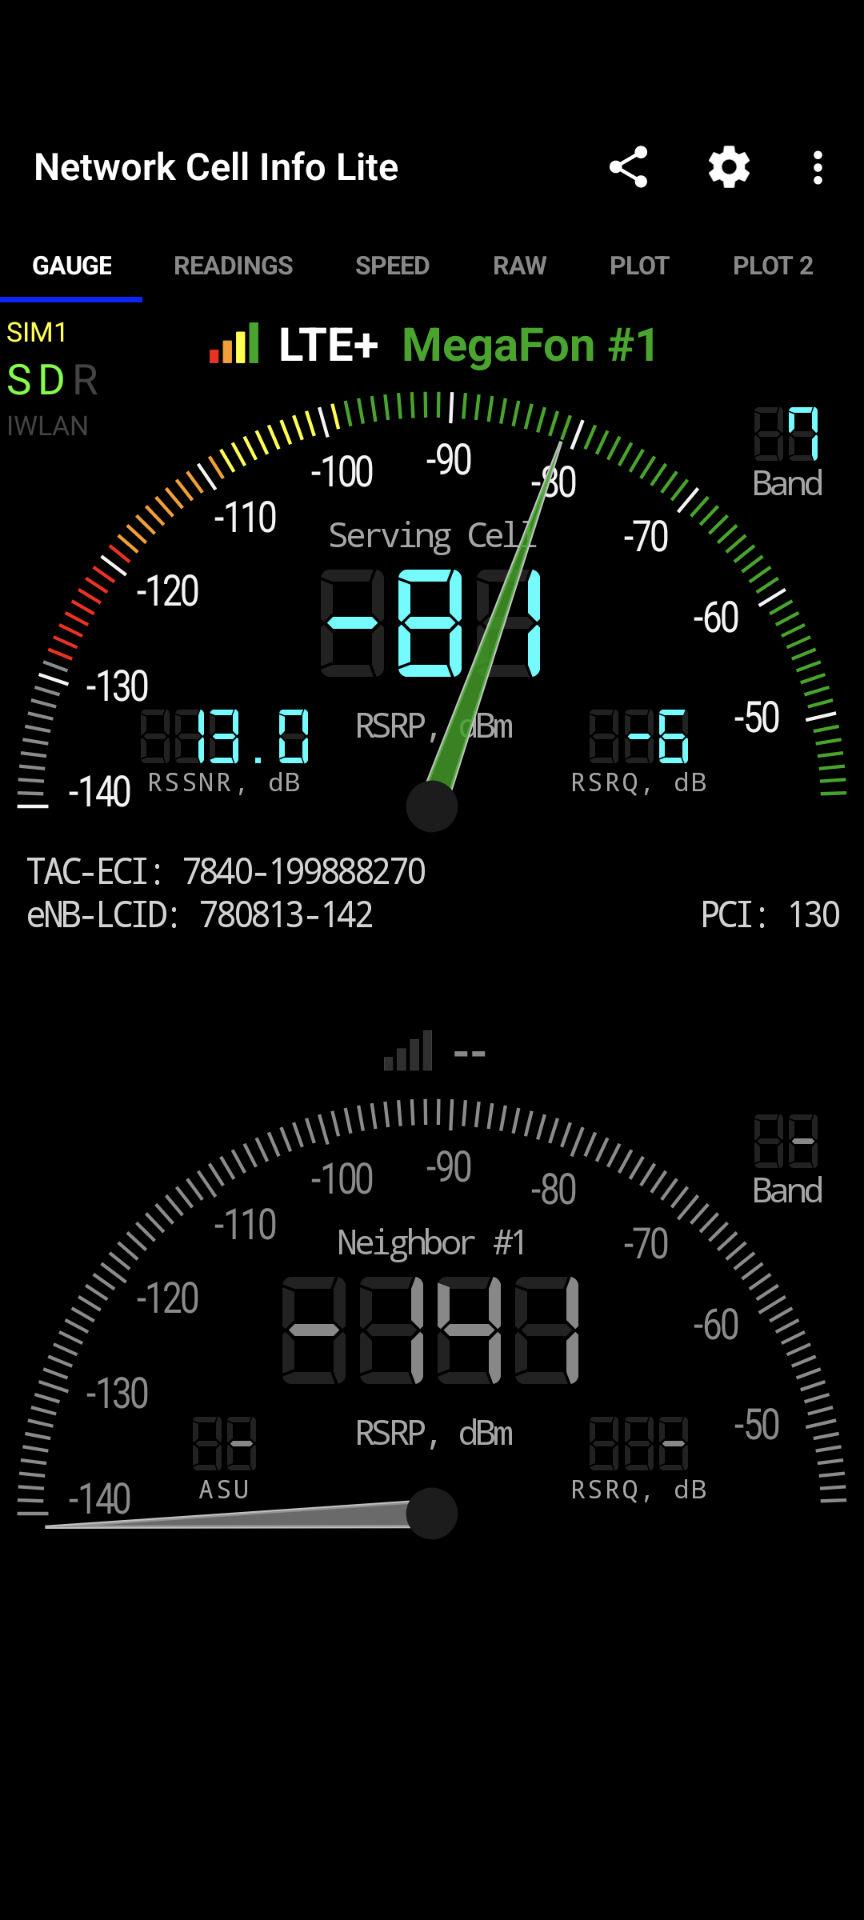 Network Cell Info Lite
GAUGE READINGS SPEED RAW PLOT PLOT 2
SIM1
S D R
IWLAN
LTE+ MegaFon #1
7
Band
-140 -130 -120 -110 -100 -90 -80 -70 -60 -50
Serving Cell
-81
RSRP, dBm
13.0
RSSNR, dB
-6
RSRQ, dB
TAC-ECI: 7840-199888270
eNB-LCID: 780813-142 PCI: 130
--
-
Band
-140 -130 -120 -110 -100 -90 -80 -70 -60 -50
Neighbor #1
-141
RSRP, dBm
-
ASU
-
RSRQ, dB